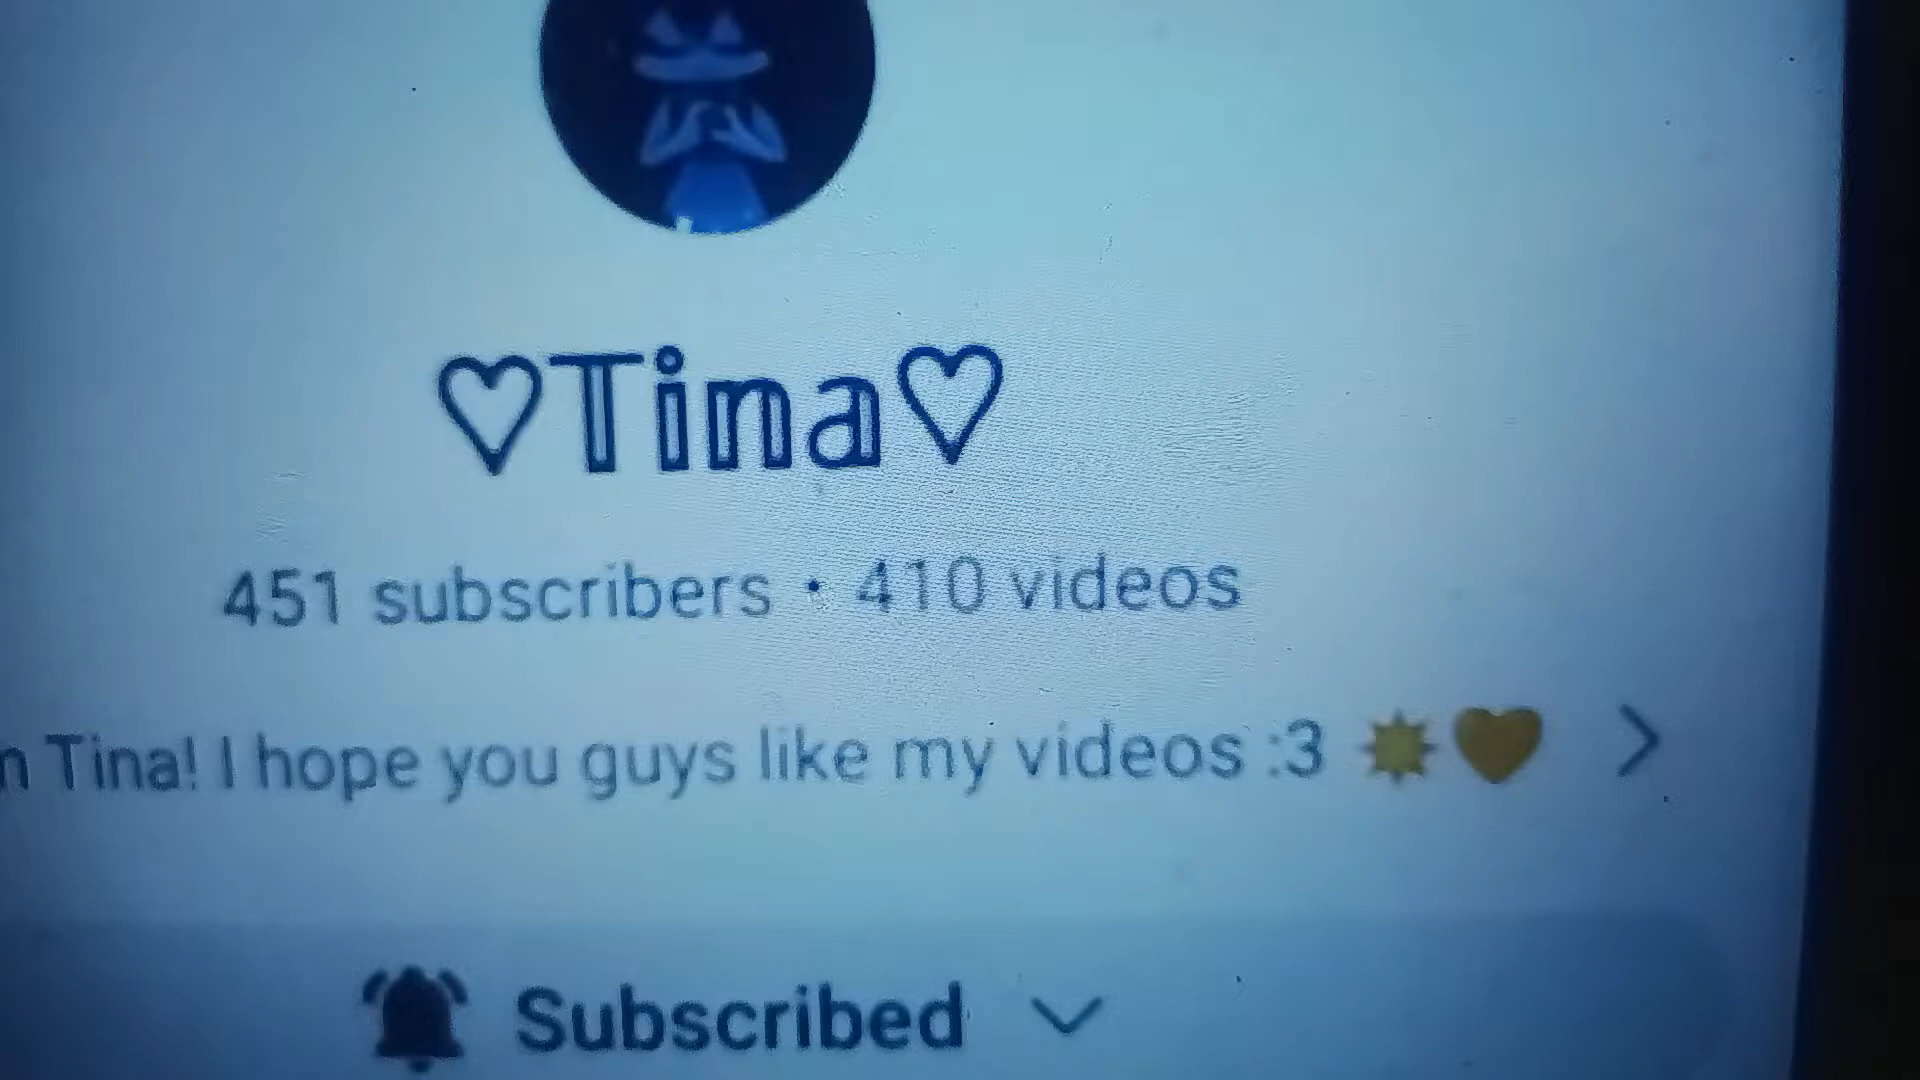 ♡Tina♡
451 subscribers • 410 videos
Tina! I hope you guys like my videos :3
Subscribed